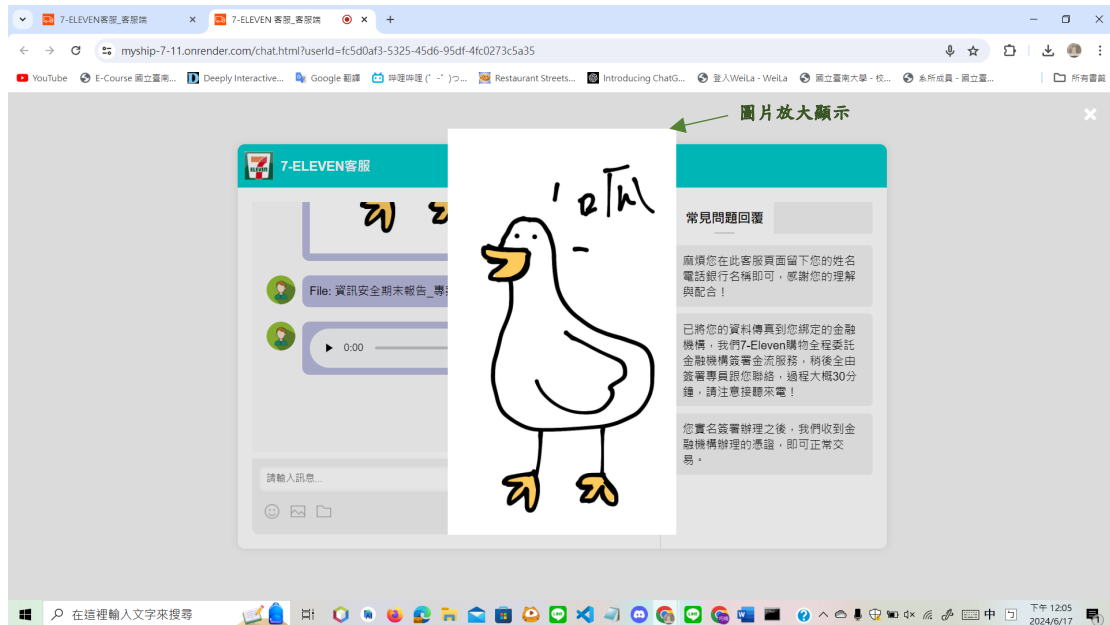 7-ELEVEN客服_客服端
7-ELEVEN 客服_客服端
myship-7-11.onrender.com/chat.html?userId=fc5d0af3-5325-45d6-95df-4fc0273c5a35
YouTube
E-Course 國立臺南...
Deeply Interactive...
Google 翻譯
嗶哩嗶哩 (゜-゜)つ...
Restaurant Streets...
Introducing ChatG...
登入WeiLa - WeiLa
國立臺南大學 - 校...
系所成員 - 國立臺...
所有書籤
圖片放大顯示
7-ELEVEN客服
呱
常見問題回覆
麻煩您在此客服頁面留下您的姓名
電話銀行名稱即可，感謝您的理解
與配合！
File: 資訊安全期末報告_專
0:00
已將您的資料傳真到您綁定的金融
機構，我們7-Eleven購物全程委託
金融機構簽署金流服務，稍後全由
簽署專員跟您聯絡，過程大概30分
鐘，請注意接聽來電！
您實名簽署辦理之後，我們收到金
融機構辦理的憑證，即可正常交
易。
請輸入訊息...
在這裡輸入文字來搜尋
中
下午 12:05
2024/6/17